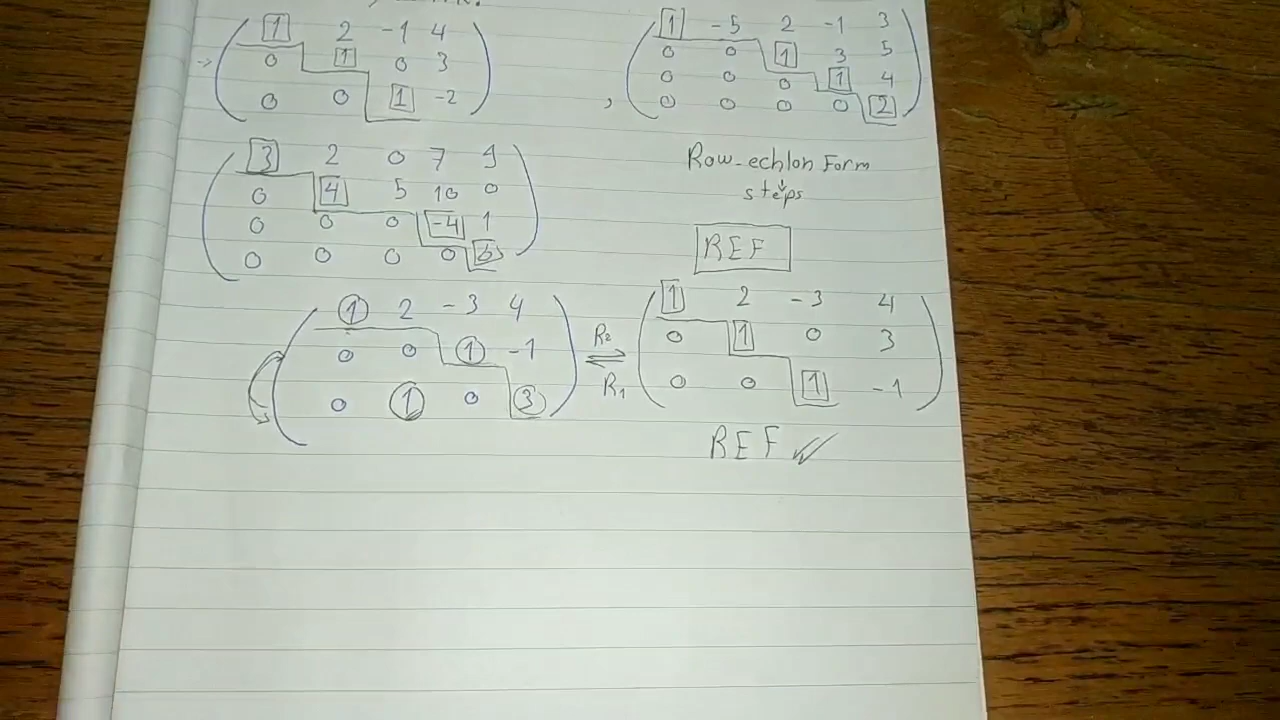 1 2 -1 4
0 1 0 3
0 0 1 -2
,
1 -5 2 -1 3
0 0 1 3 5
0 0 0 1 4
0 0 0 0 2
3 2 0 7 9
0 4 5 10 0
0 0 0 -4 1
0 0 0 0 6
Row-echlon Form
steps
REF
1 2 -3 4
0 0 1 -1
0 1 0 3
R2
R1
1 2 -3 4
0 1 0 3
0 0 1 -1
REF